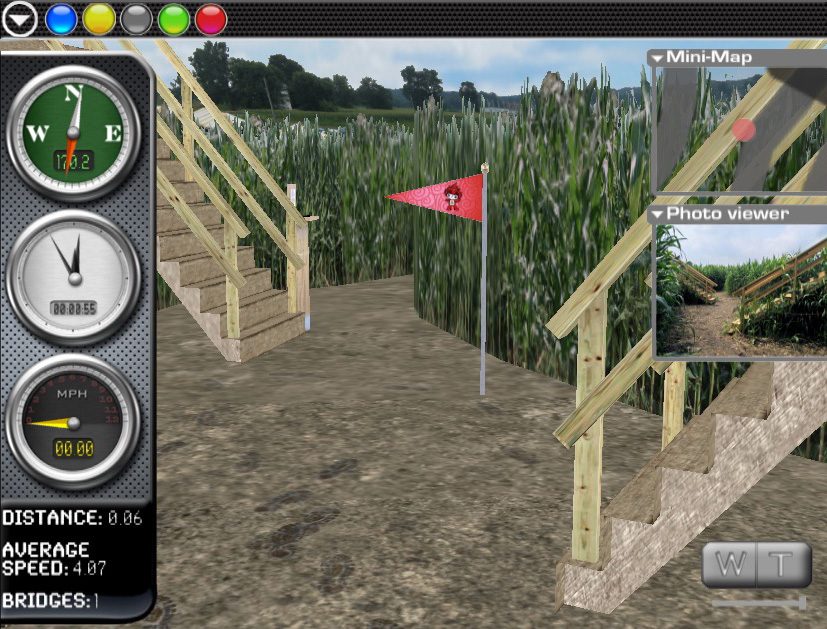 Mini-Map
N
W E
170.2
Photo viewer
00:00:55
MPH
00.00
DISTANCE: 0.06
AVERAGE
SPEED: 4.07
BRIDGES: 1
W T